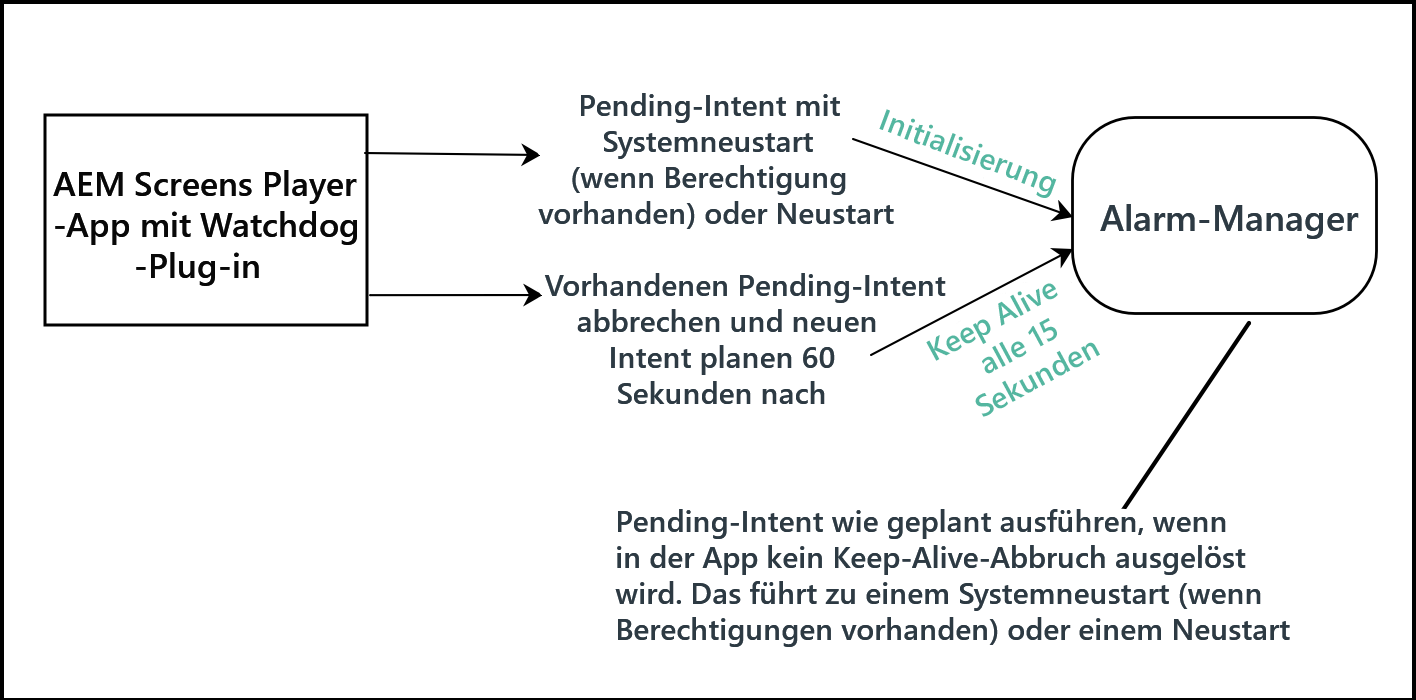 AEM Screens Player
-App mit Watchdog
-Plug-in
Pending-Intent mit
Systemneustart
(wenn Berechtigung
vorhanden) oder Neustart
Initialisierung
Alarm-Manager
Vorhandenen Pending-Intent
abbrechen und neuen
Intent planen 60
Sekunden nach
Keep Alive
alle 15
Sekunden
Pending-Intent wie geplant ausführen, wenn
in der App kein Keep-Alive-Abbruch ausgelöst
wird. Das führt zu einem Systemneustart (wenn
Berechtigungen vorhanden) oder einem Neustart